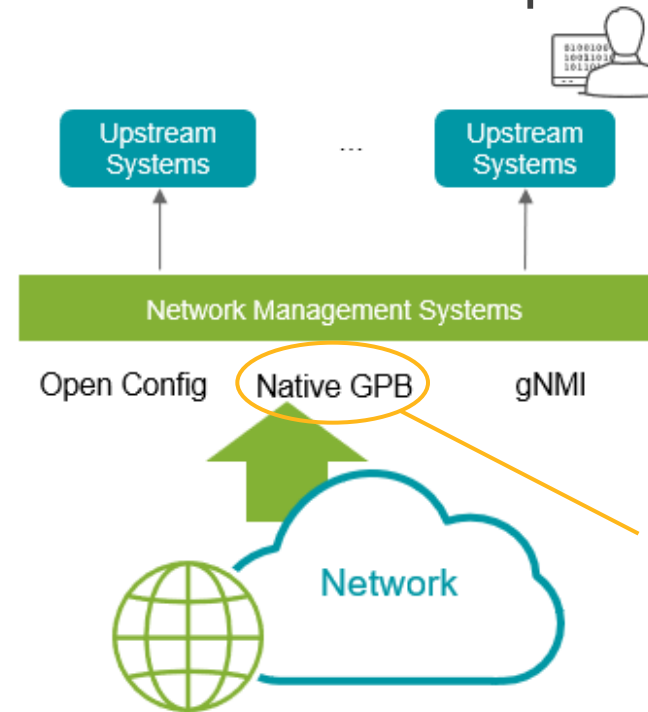 Upstream
Systems
...
Upstream
Systems
Network Management Systems
Open Config Native GPB gNMI
Network